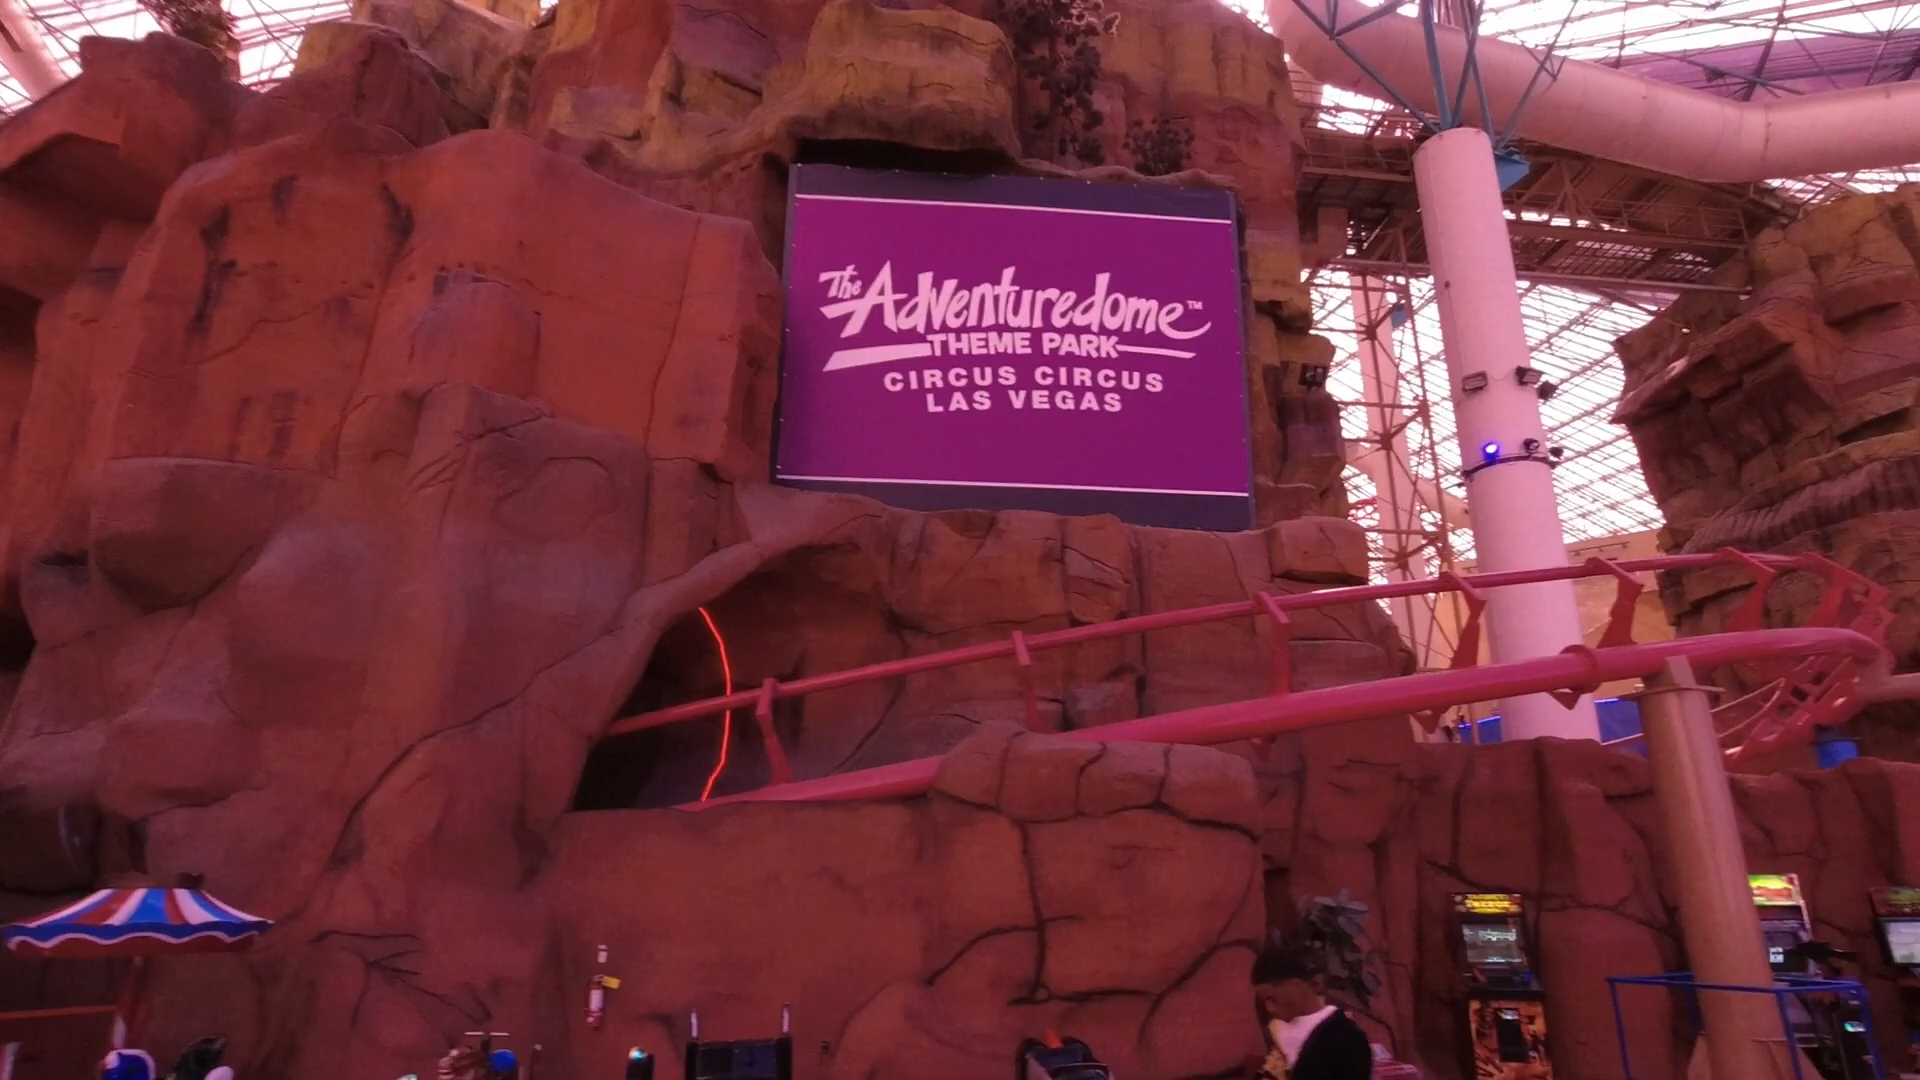 The Adventuredome™
THEME PARK
CIRCUS CIRCUS
LAS VEGAS